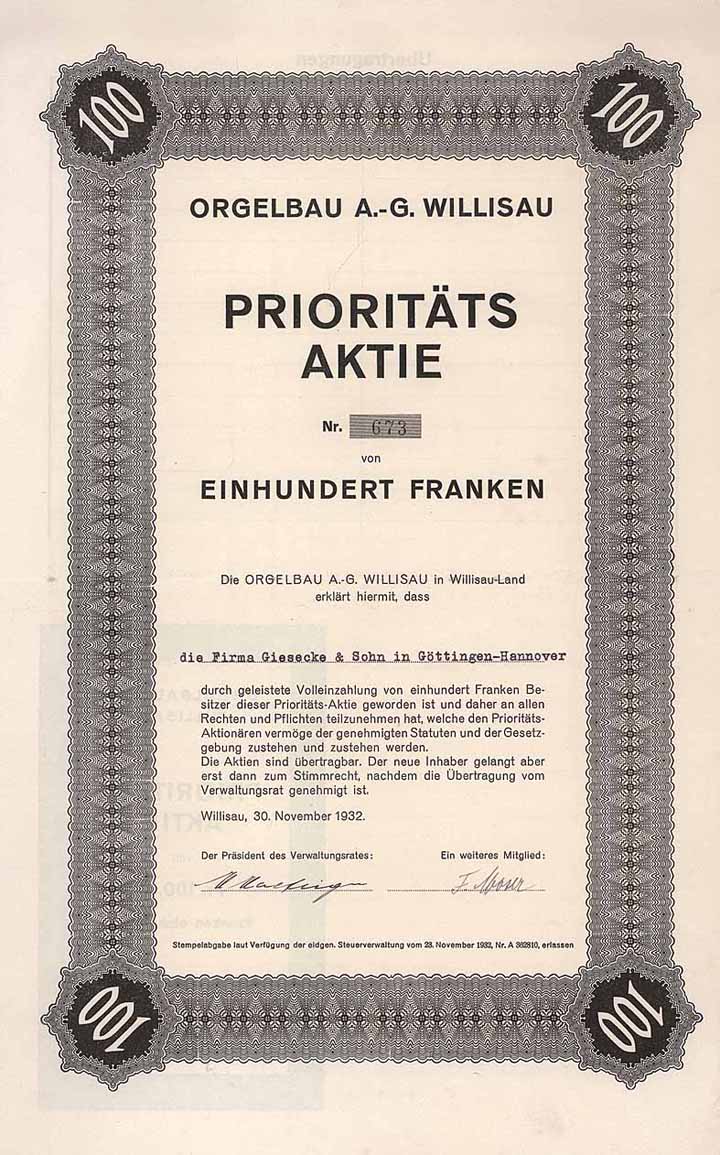 100 100
ORGELBAU A.-G. WILLISAU
PRIORITÄTS
AKTIE
Nr. 673
von
EINHUNDERT FRANKEN
Die ORGELBAU A.-G. WILLISAU in Willisau-Land
erklärt hiermit, dass
die Firma Giesecke & Sohn in Göttingen-Hannover
durch geleistete Volleinzahlung von einhundert Franken Be-
sitzer dieser Prioritäts-Aktie geworden ist und daher an allen
Rechten und Pflichten teilzunehmen hat, welche den Prioritäts-
Aktionären vermöge der genehmigten Statuten und der Gesetz-
gebung zustehen und zustehen werden.
Die Aktien sind übertragbar. Der neue Inhaber gelangt aber
erst dann zum Stimmrecht, nachdem die Übertragung vom
Verwaltungsrat genehmigt ist.
Willisau, 30. November 1932.
Der Präsident des Verwaltungsrates: Ein weiteres Mitglied:
F. Moser
Stempelabgabe laut Verfügung der eidgen. Steuerverwaltung vom 28. November 1932, Nr. A 362810, erlassen
100 100